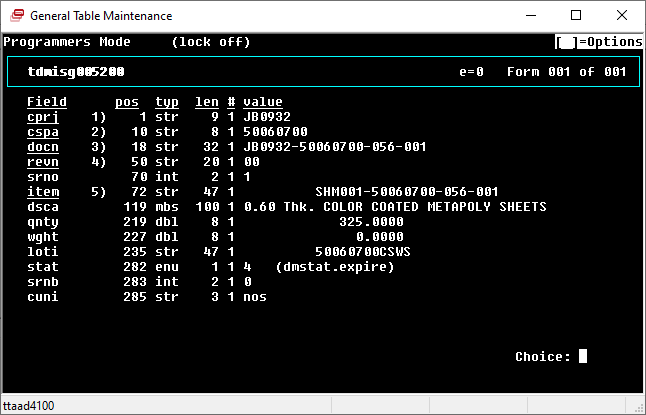 General Table Maintenance
Programmers Mode (lock off) [ ]=Options
e=0 Form 001 of 001
Field pos typ len # value
cprj 1) 1 str 9 1 JB0932
cspa 2) 10 str 8 1 50060700
docn 3) 18 str 32 1 JB0932-50060700-056-001
revn 4) 50 str 20 1 00
srno 70 int 2 1 1
item 5) 72 str 47 1 SHM001-50060700-056-001
dsca 119 mbs 100 1 0.60 Thk. COLOR COATED METAPOLY SHEETS
qnty 219 dbl 8 1 325.0000
wght 227 dbl 8 1 0.0000
loti 235 str 47 1 50060700CSWS
stat 282 enu 1 1 4 (dmstat.expire)
srnb 283 int 2 1 0
cuni 285 str 3 1 nos
Choice:
ttaad4100